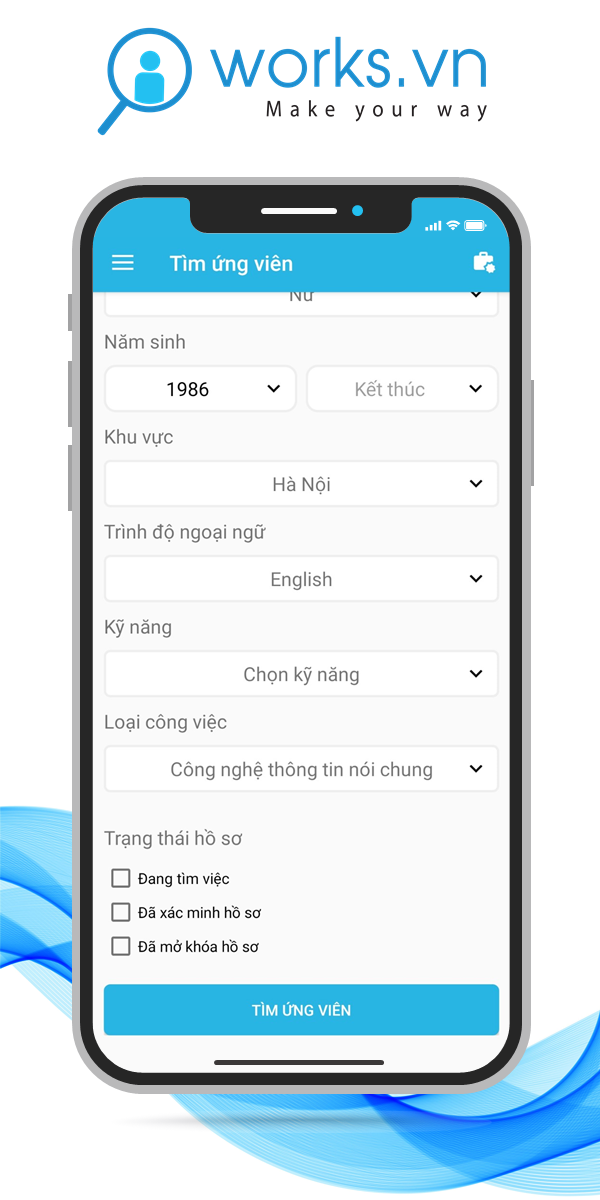 works.vn
Make your way
Tìm ứng viên
Nữ
Năm sinh
1986
Kết thúc
Khu vực
Hà Nội
Trình độ ngoại ngữ
English
Kỹ năng
Chọn kỹ năng
Loại công việc
Công nghệ thông tin nói chung
Trạng thái hồ sơ
Đang tìm việc
Đã xác minh hồ sơ
Đã mở khóa hồ sơ
TÌM ỨNG VIÊN